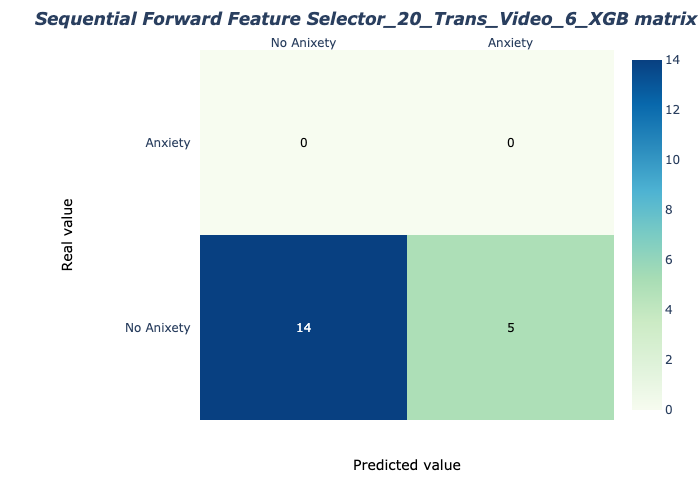 Sequential Forward Feature Selector_20_Trans_Video_6_XGB matrix
No Anixety Anxiety
Anxiety 0 0
No Anixety 14 5
Real value
Predicted value
14
12
10
8
6
4
2
0